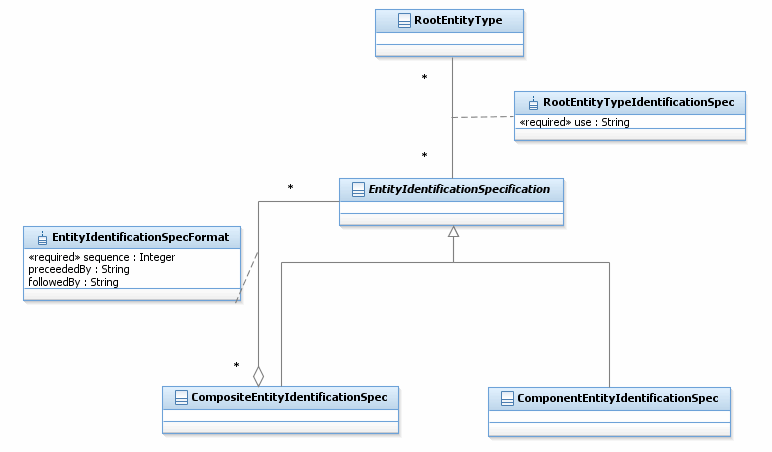 RootEntityType
*
RootEntityTypeIdentificationSpec
«required» use : String
*
EntityIdentificationSpecification
*
EntityIdentificationSpecFormat
«required» sequence : Integer
preceededBy : String
followedBy : String
*
CompositeEntityIdentificationSpec
ComponentEntityIdentificationSpec